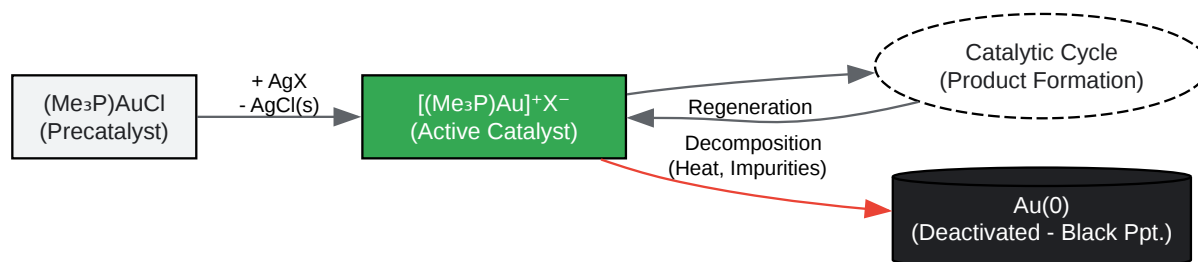 (Me₃P)AuCl
(Precatalyst)
+ AgX
- AgCl(s)
[(Me₃P)Au]⁺X⁻
(Active Catalyst)
Regeneration
Decomposition
(Heat, Impurities)
Catalytic Cycle
(Product Formation)
Au(0)
(Deactivated - Black Ppt.)